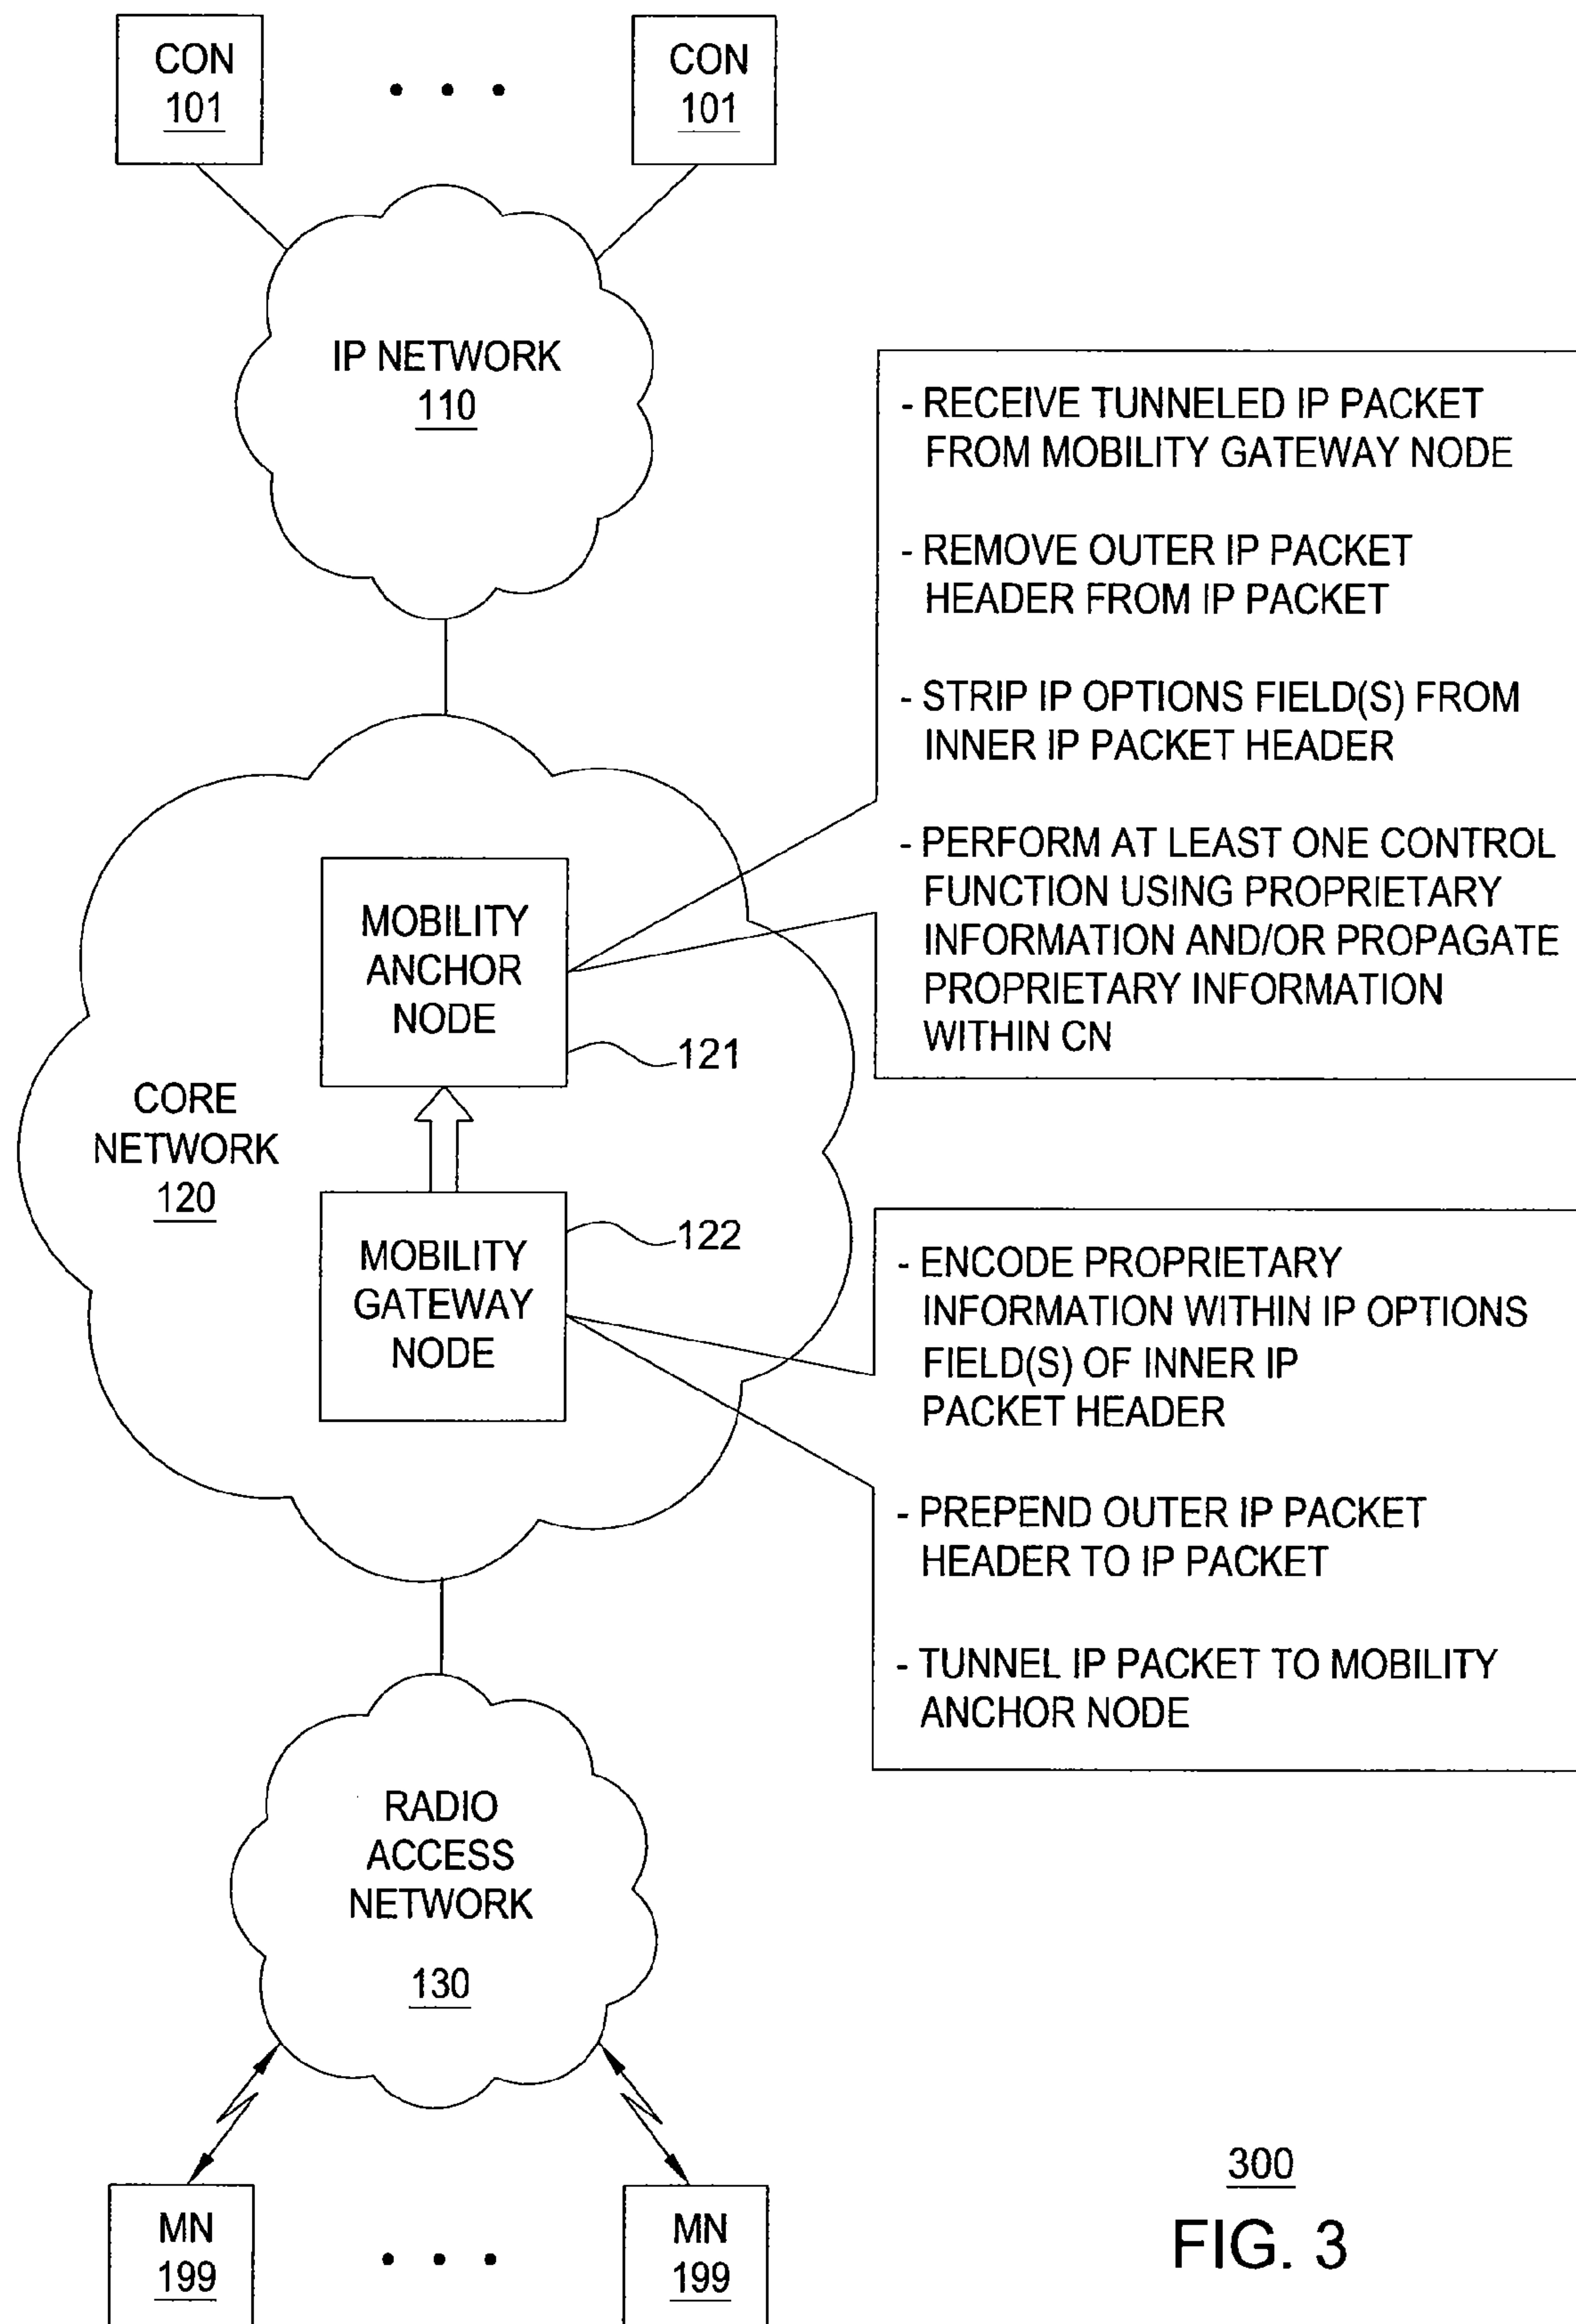 CON
101
CON
101
IP NETWORK
110
- RECEIVE TUNNELED IP PACKET
FROM MOBILITY GATEWAY NODE
- REMOVE OUTER IP PACKET
HEADER FROM IP PACKET
- STRIP IP OPTIONS FIELD(S) FROM
INNER IP PACKET HEADER
- PERFORM AT LEAST ONE CONTROL
FUNCTION USING PROPRIETARY
INFORMATION AND/OR PROPAGATE
PROPRIETARY INFORMATION
WITHIN CN
MOBILITY
ANCHOR
NODE
121
CORE
NETWORK
120
MOBILITY
GATEWAY
NODE
122
- ENCODE PROPRIETARY
INFORMATION WITHIN IP OPTIONS
FIELD(S) OF INNER IP
PACKET HEADER
- PREPEND OUTER IP PACKET
HEADER TO IP PACKET
- TUNNEL IP PACKET TO MOBILITY
ANCHOR NODE
RADIO
ACCESS
NETWORK
130
MN
199
MN
199
300
FIG. 3